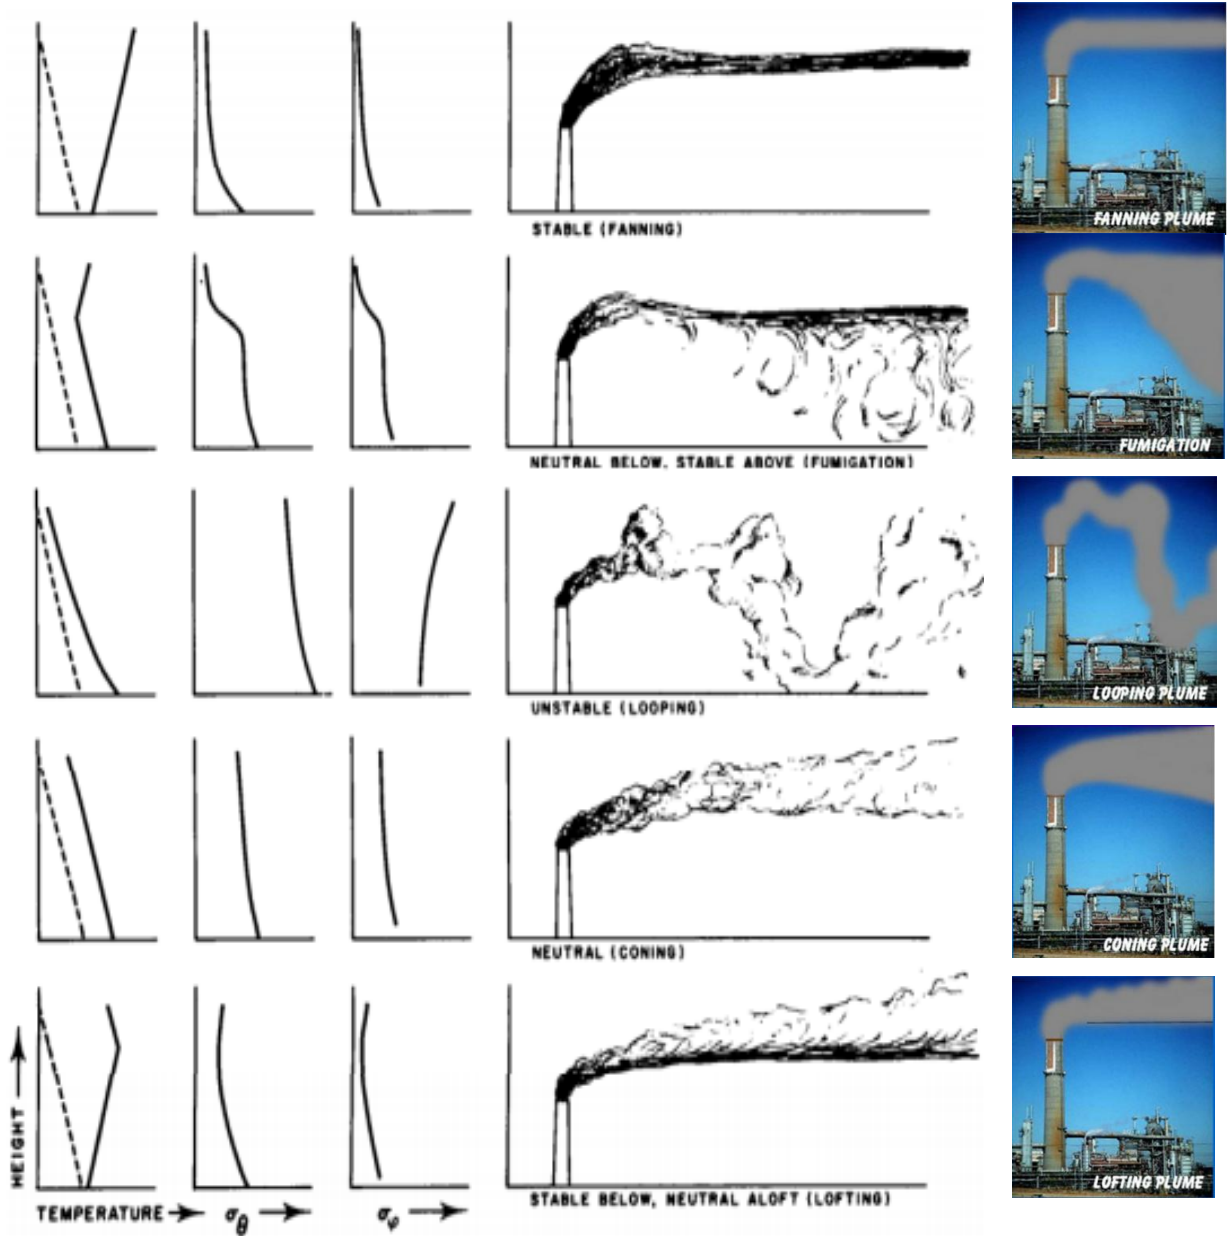 STABLE (FANNING)
FANNING PLUME
NEUTRAL BELOW, STABLE ABOVE (FUMIGATION)
FUMIGATION
UNSTABLE (LOOPING)
LOOPING PLUME
NEUTRAL (CONING)
CONING PLUME
HEIGHT
TEMPERATURE
σθ
σφ
STABLE BELOW, NEUTRAL ALOFT (LOFTING)
LOFTING PLUME